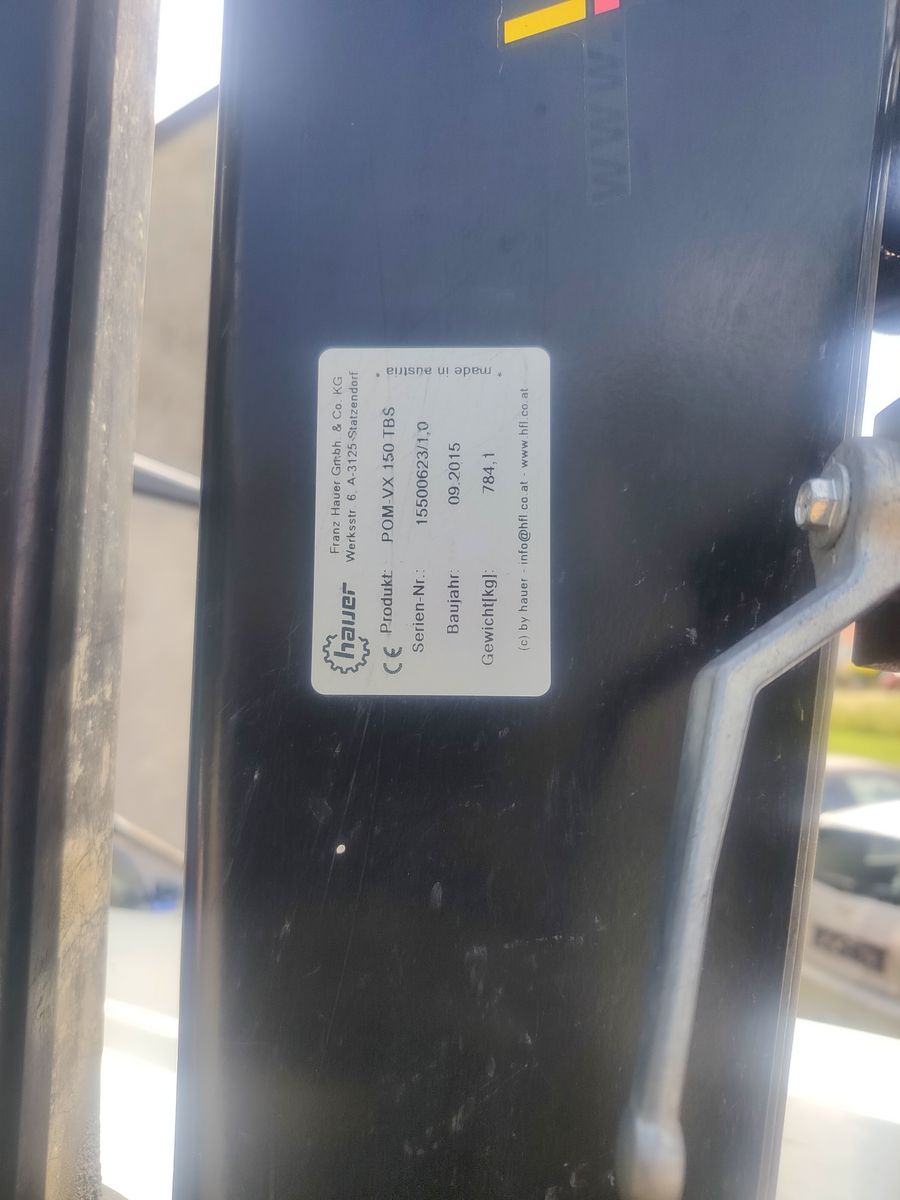 hauer
Franz Hauer GmbH. & Co. KG
Werksstr. 6, A-3125 Statzendorf
CE Produkt: POM-VX 150 TBS
Serien-Nr.: 15500623/1,0
Baujahr: 09.2015
Gewicht[kg]: 784,1
(c) by hauer - info@hfl.co.at - www.hfl.co.at
* made in austria *
www.